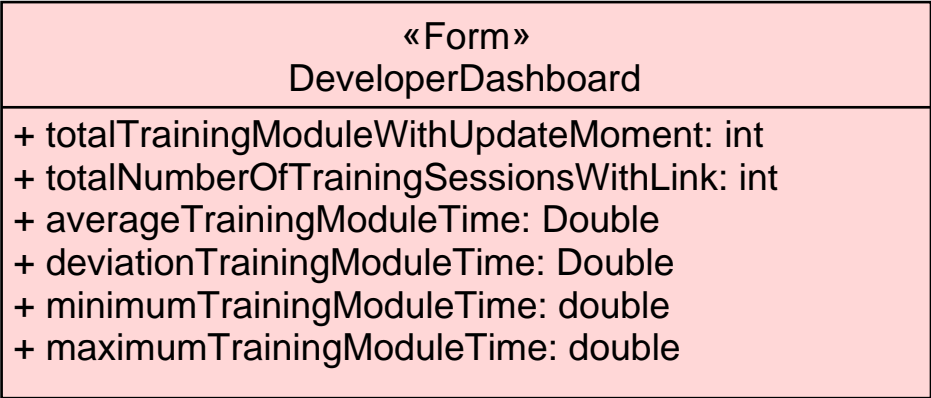 «Form»
DeveloperDashboard
+ totalTrainingModuleWithUpdateMoment: int
+ totalNumberOfTrainingSessionsWithLink: int
+ averageTrainingModuleTime: Double
+ deviationTrainingModuleTime: Double
+ minimumTrainingModuleTime: double
+ maximumTrainingModuleTime: double